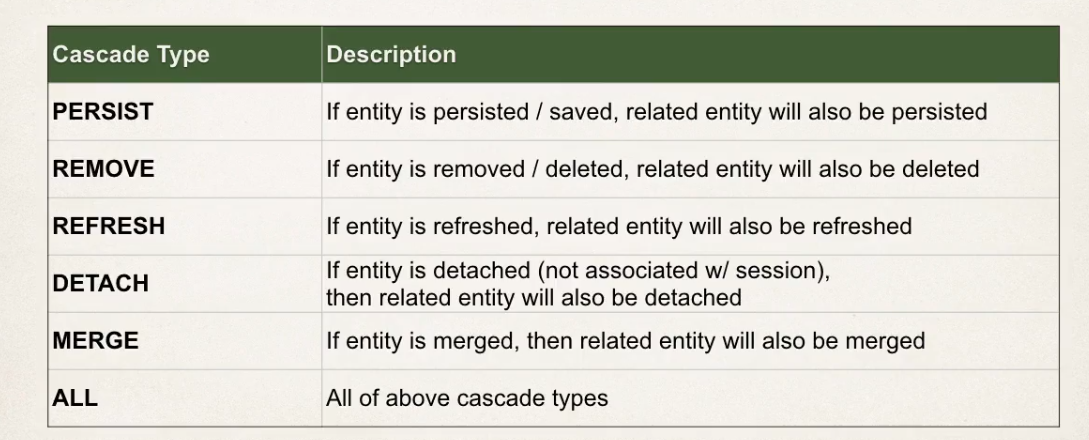 Cascade Type Description
PERSIST If entity is persisted / saved, related entity will also be persisted
REMOVE If entity is removed / deleted, related entity will also be deleted
REFRESH If entity is refreshed, related entity will also be refreshed
DETACH If entity is detached (not associated w/ session),
then related entity will also be detached
MERGE If entity is merged, then related entity will also be merged
ALL All of above cascade types